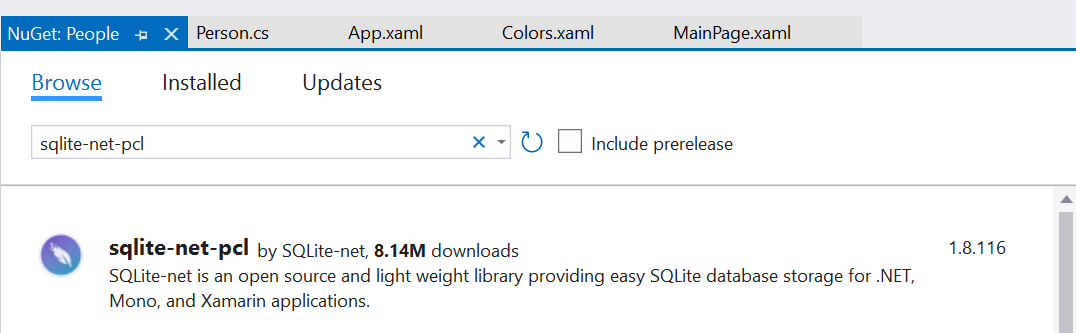 NuGet: People Person.cs App.xaml Colors.xaml MainPage.xaml
Browse Installed Updates
sqlite-net-pcl Include prerelease
sqlite-net-pcl by SQLite-net, 8.14M downloads 1.8.116
SQLite-net is an open source and light weight library providing easy SQLite database storage for .NET,
Mono, and Xamarin applications.